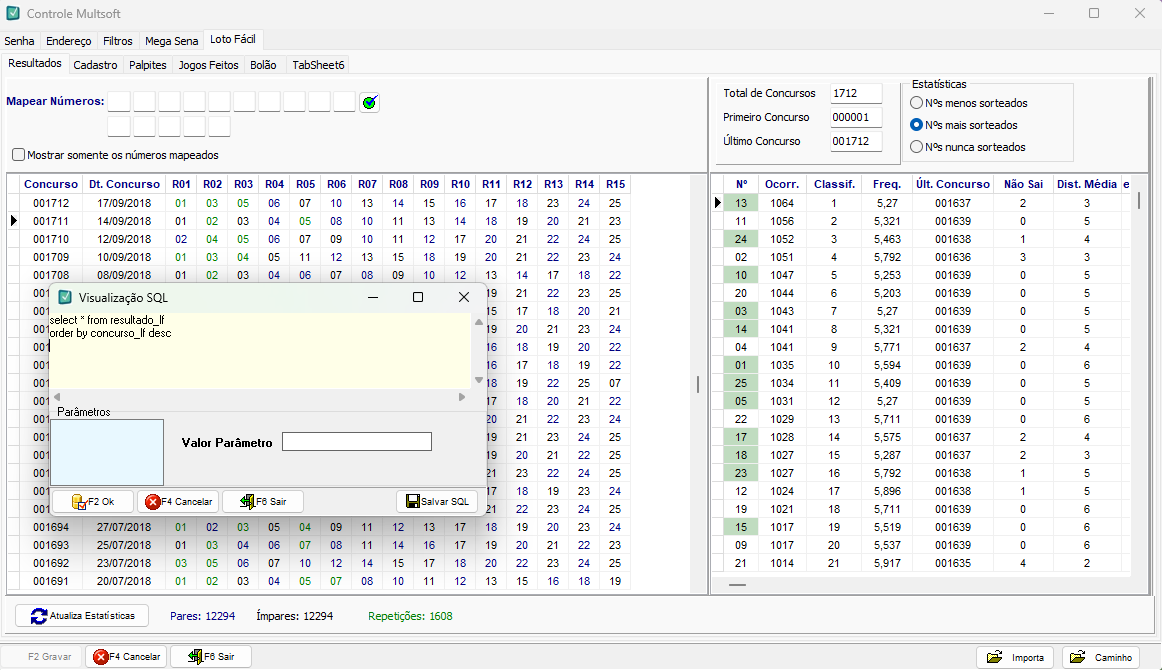 Controle Multsoft
Senha Endereço Filtros Mega Sena Loto Fácil
Resultados Cadastro Palpites Jogos Feitos Bolão TabSheet6
Mapear Números:
Mostrar somente os números mapeados
Total de Concursos 1712
Primeiro Concurso 000001
Último Concurso 001712
Estatísticas
Nºs menos sorteados
Nºs mais sorteados
Nºs nunca sorteados
Concurso Dt. Concurso R01 R02 R03 R04 R05 R06 R07 R08 R09 R10 R11 R12 R13 R14 R15
001712 17/09/2018 01 03 05 06 07 10 13 14 15 16 17 18 23 24 25
001711 14/09/2018 01 02 03 04 05 08 10 11 13 14 18 19 20 21 23
001710 12/09/2018 02 04 05 06 07 09 10 11 12 17 20 21 22 24 25
001709 10/09/2018 01 03 04 05 11 12 13 15 18 19 20 21 22 23 24
001708 08/09/2018 01 02 03 04 06 07 08 09 10 12 13 14 17 18 22
Visualização SQL
select * from resultado_lf
order by concurso_lf desc
Parâmetros
Valor Parâmetro
F2 Ok F4 Cancelar F6 Sair Salvar SQL
001694 27/07/2018 01 02 03 05 04 09 11 12 13 17 18 19 20 23 24
001693 25/07/2018 01 03 04 06 07 08 11 14 16 17 19 20 21 22 23
001692 23/07/2018 03 05 06 07 10 12 14 15 17 18 20 22 23 24 25
001691 20/07/2018 01 02 03 04 05 07 08 10 11 12 13 15 16 18 19
Nº Ocorr. Classif. Freq. Últ. Concurso Não Sai Dist. Média e
13 1064 1 5,27 001637 2 3
11 1056 2 5,321 001639 0 5
24 1052 3 5,463 001638 1 4
02 1051 4 5,792 001636 3 3
10 1047 5 5,253 001639 0 5
20 1044 6 5,203 001639 0 5
03 1043 7 5,27 001639 0 5
14 1041 8 5,321 001639 0 5
04 1041 9 5,771 001637 2 4
01 1035 10 5,594 001639 0 6
25 1034 11 5,409 001639 0 5
05 1031 12 5,27 001639 0 5
22 1029 13 5,711 001639 0 6
17 1028 14 5,575 001637 2 4
18 1027 15 5,287 001637 2 3
23 1027 16 5,792 001638 1 5
12 1024 17 5,896 001638 1 5
19 1021 18 5,711 001639 0 6
15 1017 19 5,519 001639 0 6
09 1017 20 5,537 001639 0 6
21 1014 21 5,917 001635 4 2
Atualiza Estatísticas Pares: 12294 Ímpares: 12294 Repetições: 1608
F2 Gravar F4 Cancelar F6 Sair Importa Caminho